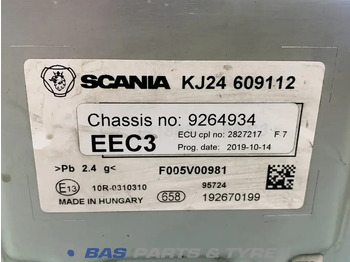 SCANIA KJ24 609112
Chassis no: 9264934
EEC3
ECU cpl no: 2827217 F 7
Prog. date: 2019-10-14
>Pb 2.4 g<
F005V00981
E13 10R-0310310
95724
MADE IN HUNGARY 658 192670199
BAS PARTS & COMPONENTS